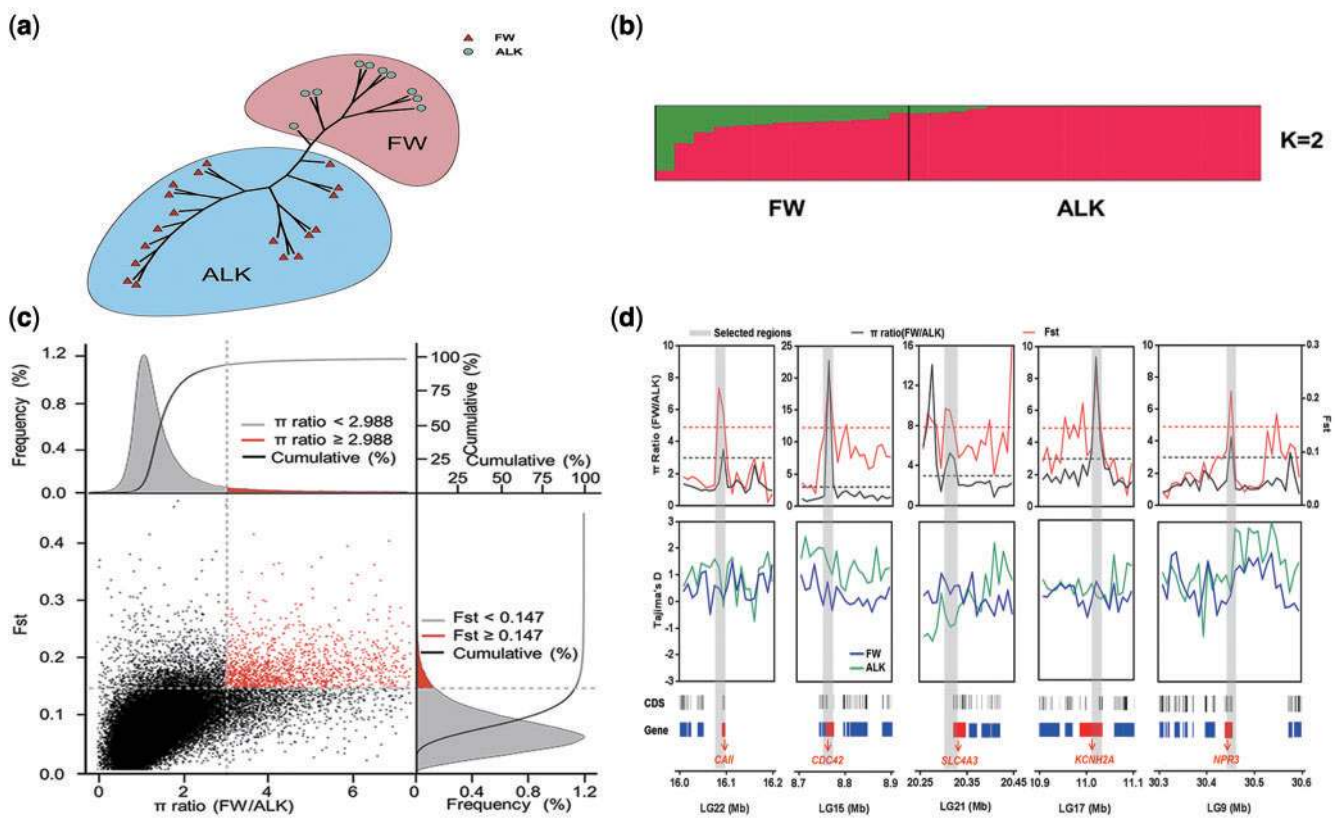 (a)
FW
ALK
FW
ALK
(b)
K=2
FW
ALK
(c)
1.2
0.8
0.4
0.0
Frequency (%)
100
75
50
25
Cumulative (%)
π ratio < 2.988
π ratio ≥ 2.988
Cumulative (%)
Cumulative (%)
25 50 75 100
0.4
0.3
0.2
0.1
0.0
Fst
0 2 4 6
π ratio (FW/ALK)
Fst < 0.147
Fst ≥ 0.147
Cumulative (%)
0 0.4 0.8 1.2
Frequency (%)
(d)
Selected regions
π ratio(FW/ALK)
Fst
π Ratio (FW/ALK)
10
8
6
4
2
0
25
20
15
10
5
0
16
12
8
4
0
10
8
6
4
2
0
10
8
6
4
2
0
0.3
0.2
0.1
0.0
Fst
Tajima's D
3
2
1
0
-1
-2
-3
FW
ALK
CDS
Gene
CAII
CDC42
SLC4A3
KCNH2A
NPR3
16.0 16.1 16.2
8.7 8.8 8.9
20.25 20.35 20.45
10.9 11.0 11.1
30.3 30.4 30.5 30.6
LG22 (Mb)
LG15 (Mb)
LG21 (Mb)
LG17 (Mb)
LG9 (Mb)